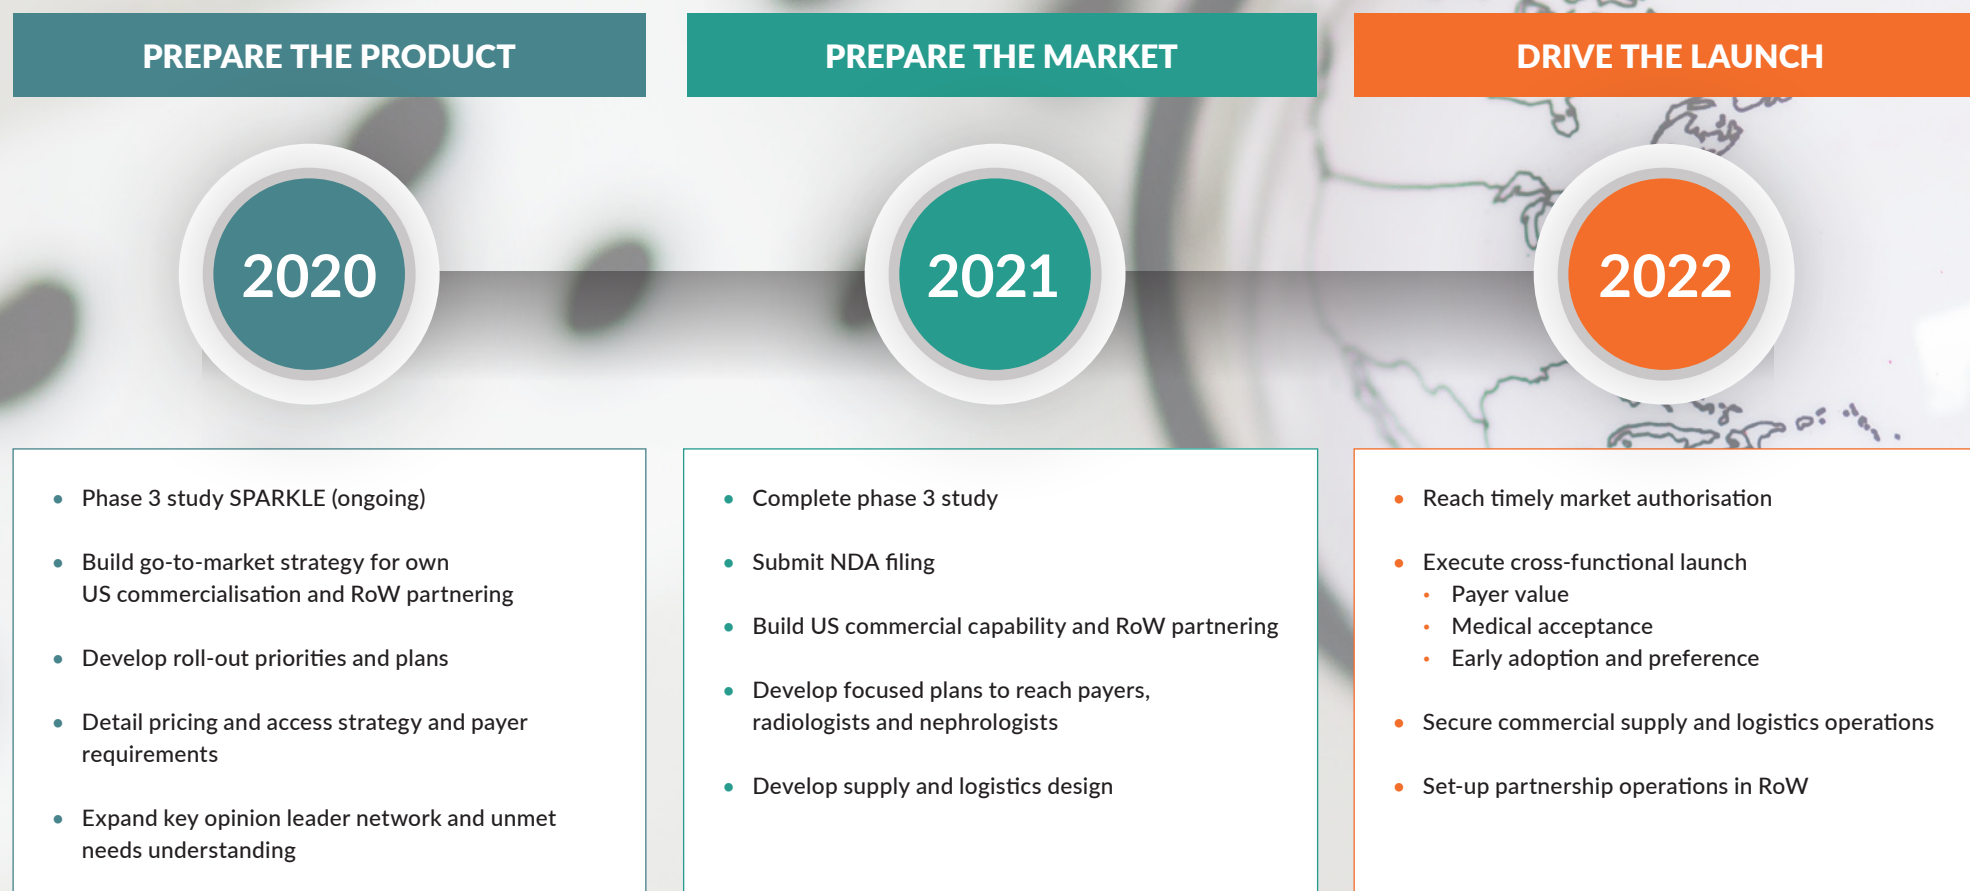 PREPARE THE PRODUCT
PREPARE THE MARKET
DRIVE THE LAUNCH
2020
2021
2022
• Phase 3 study SPARKLE (ongoing)
• Build go-to-market strategy for own
US commercialisation and RoW partnering
• Develop roll-out priorities and plans
• Detail pricing and access strategy and payer
requirements
• Expand key opinion leader network and unmet
needs understanding
• Complete phase 3 study
• Submit NDA filing
• Build US commercial capability and RoW partnering
• Develop focused plans to reach payers,
radiologists and nephrologists
• Develop supply and logistics design
• Reach timely market authorisation
• Execute cross-functional launch
• Payer value
• Medical acceptance
• Early adoption and preference
• Secure commercial supply and logistics operations
• Set-up partnership operations in RoW